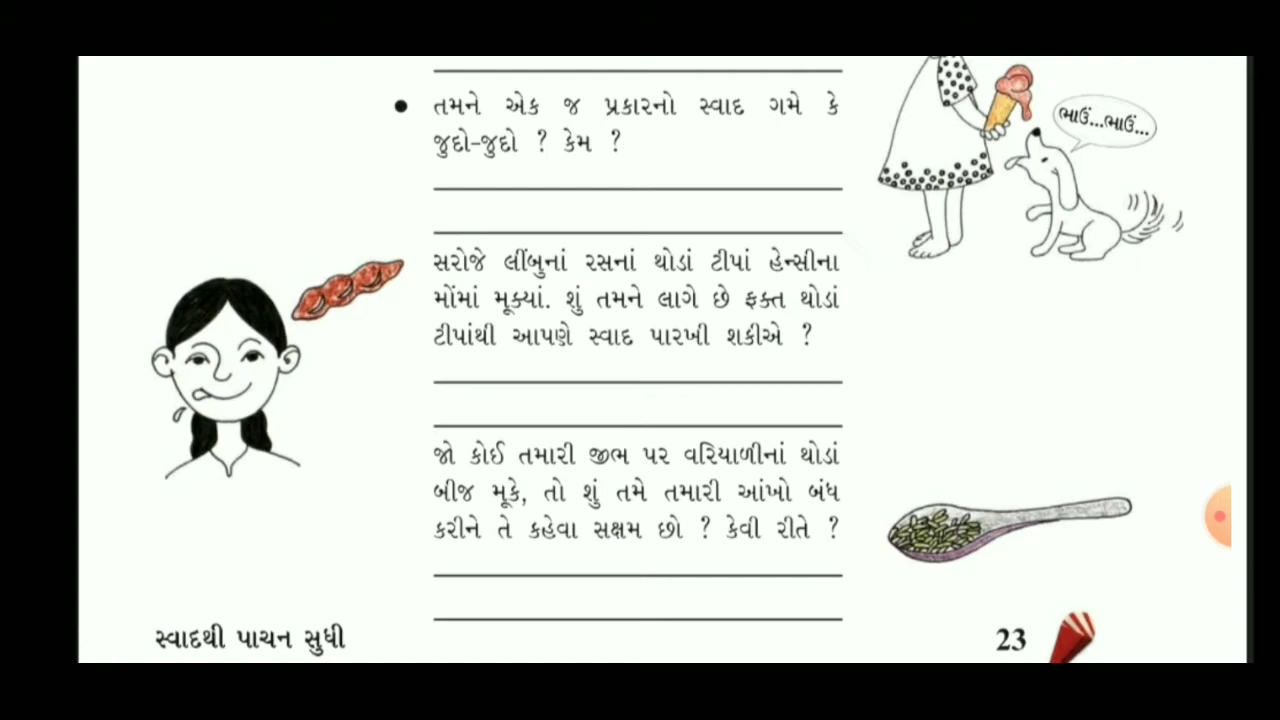 • તમને એક જ પ્રકારનો સ્વાદ ગમે કે
જુદો-જુદો ? કેમ ?
ભાઉં...ભાઉં...
સરોજે લીંબુનાં રસનાં થોડાં ટીપાં હેન્સીના
મોંમાં મૂક્યાં. શું તમને લાગે છે ફક્ત થોડાં
ટીપાંથી આપણે સ્વાદ પારખી શકીએ ?
જો કોઈ તમારી જીભ પર વરિયાળીનાં થોડાં
બીજ મૂકે, તો શું તમે તમારી આંખો બંધ
કરીને તે કહેવા સક્ષમ છો ? કેવી રીતે ?
સ્વાદથી પાચન સુધી
23